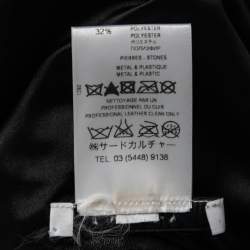 32%
POLYESTER
POLYESTER
ポリエステル
ПОЛИЭФИР
PIERRES - STONES
METAL & PLASTIQUE
METAL & PLASTIC
NETTOYAGE PAR UN
PROFESSIONNEL DU CUIR
PROFESSIONAL LEATHER CLEAN ONLY
㈱サードカルチャー
TEL 03 (5448) 9138